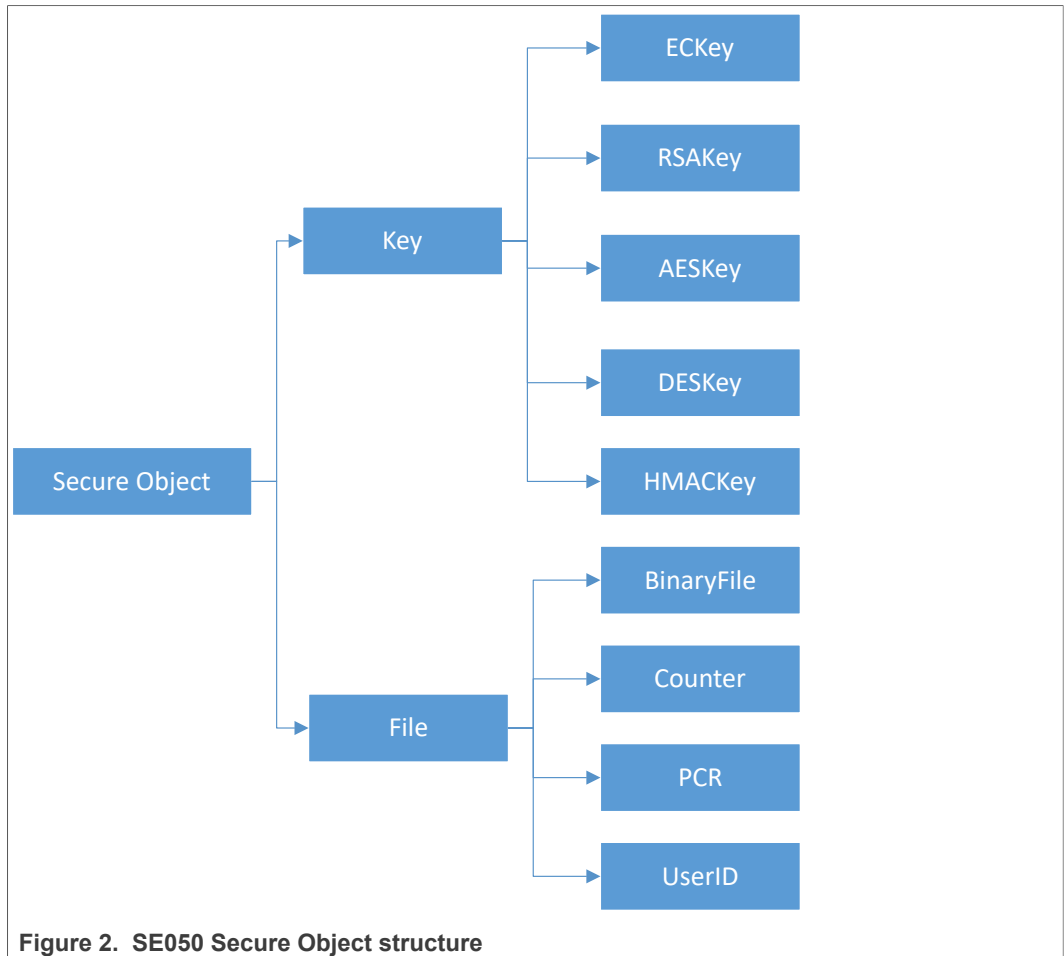 ECKey
RSAKey
Key
AESKey
DESKey
Secure Object
HMACKey
BinaryFile
Counter
File
PCR
UserID
Figure 2. SE050 Secure Object structure